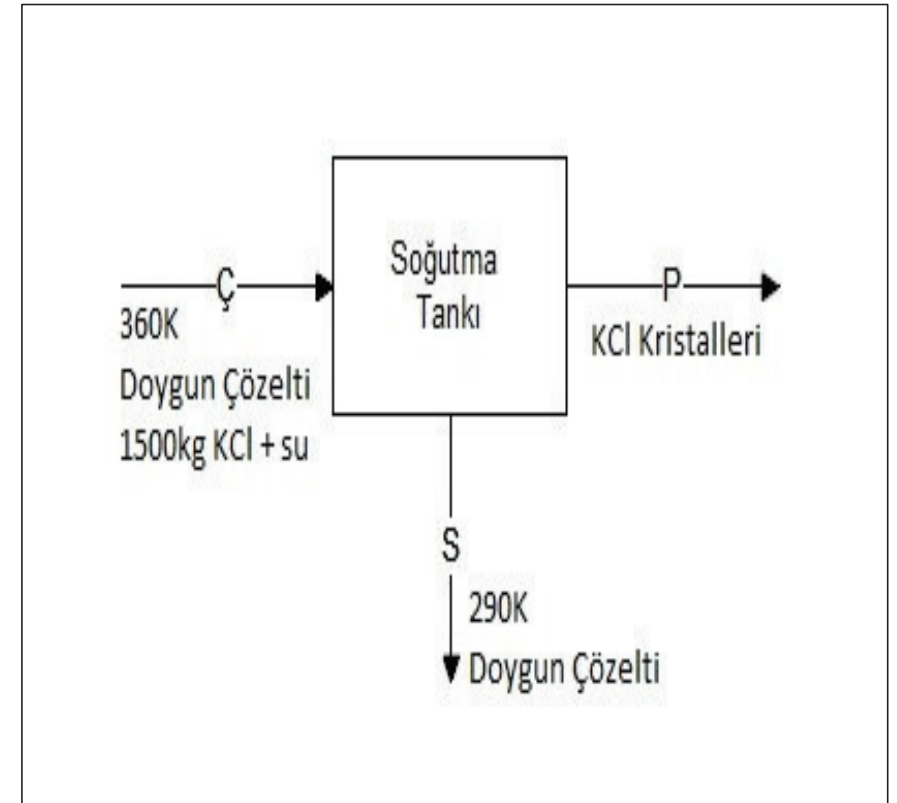 Soğutma
Tankı
Ç
360K
Doygun Çözelti
1500kg KCl + su
P
KCl Kristalleri
S
290K
Doygun Çözelti